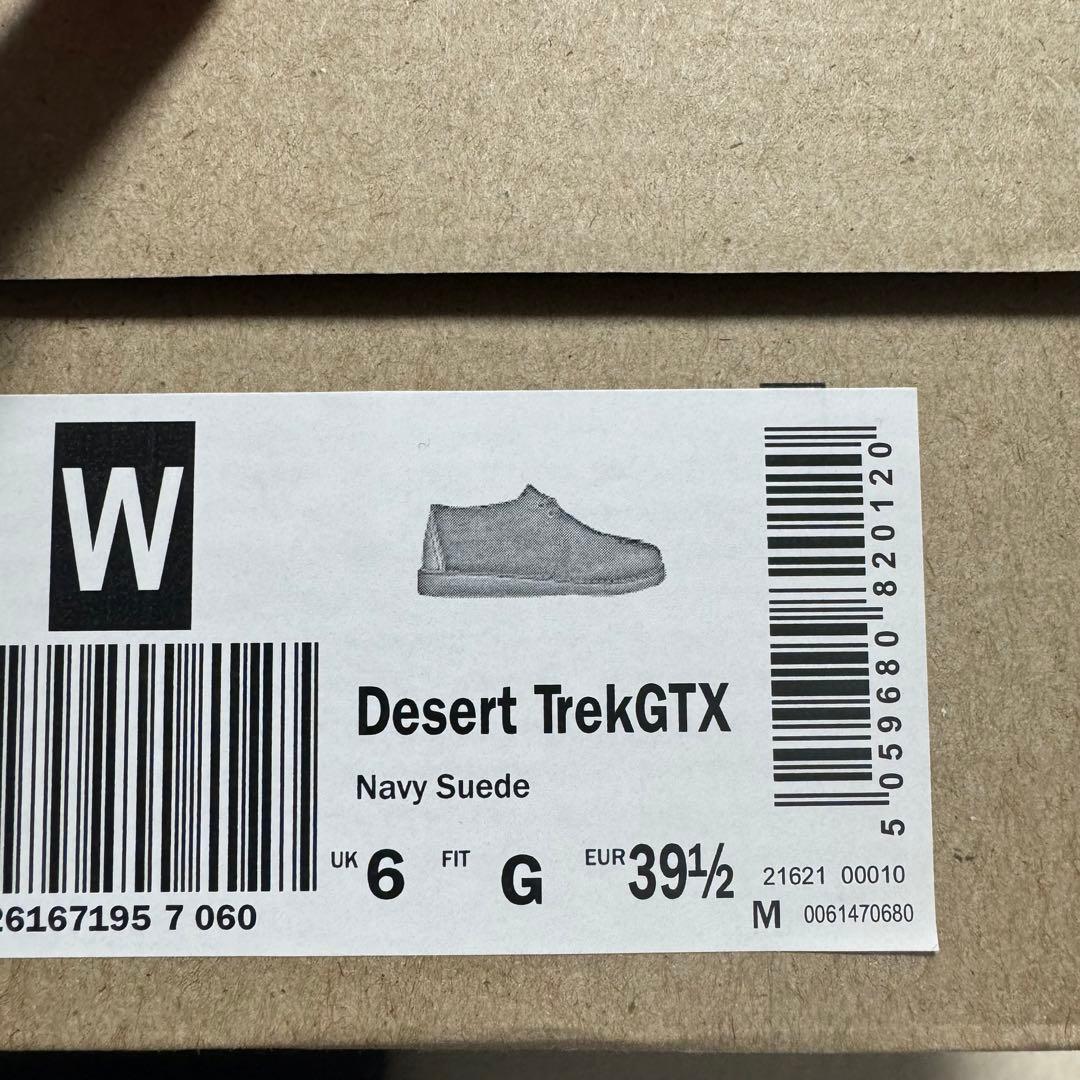 W
Desert TrekGTX
Navy Suede
UK 6 FIT G EUR 39½
26167195 7 060
5 059680 820120
21621 00010
M 0061470680